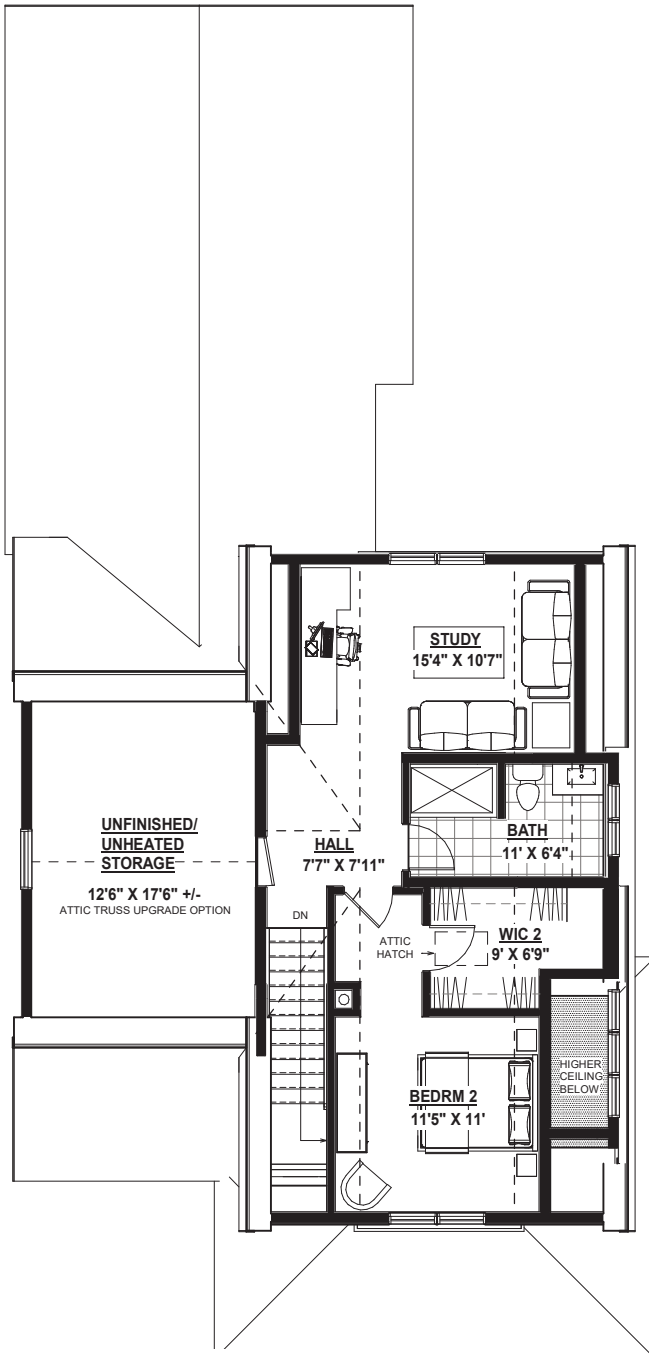 STUDY
15'4" X 10'7"
UNFINISHED/
UNHEATED
STORAGE
12'6" X 17'6" +/-
ATTIC TRUSS UPGRADE OPTION
HALL
7'7" X 7'11"
BATH
11' X 6'4"
DN
ATTIC
HATCH
WIC 2
9' X 6'9"
HIGHER
CEILING
BELOW
BEDRM 2
11'5" X 11'